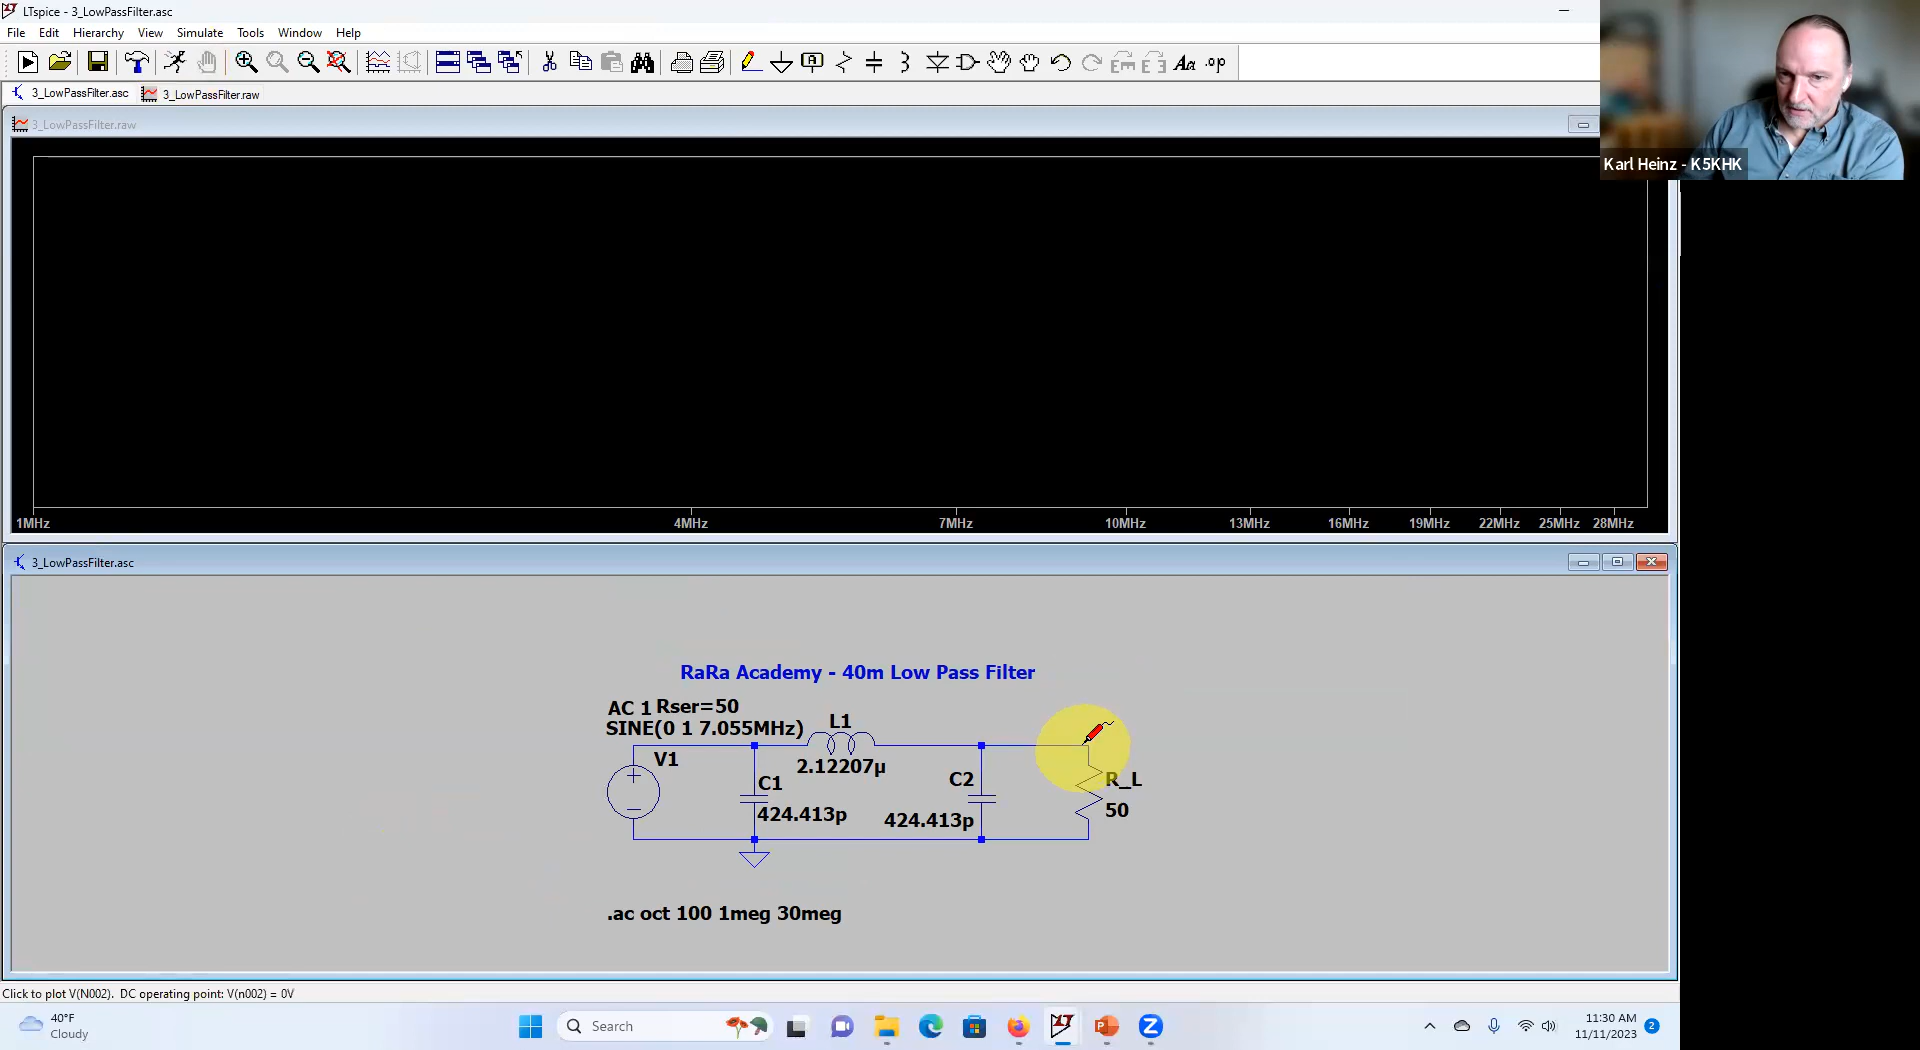 LTspice - 3_LowPassFilter.asc
File Edit Hierarchy View Simulate Tools Window Help
A Aa .op
3_LowPassFilter.asc 3_LowPassFilter.raw
3_LowPassFilter.raw
Karl Heinz - K5KHK
1MHz 4MHz 7MHz 10MHz 13MHz 16MHz 19MHz 22MHz 25MHz 28MHz
3_LowPassFilter.asc
RaRa Academy - 40m Low Pass Filter
AC 1 Rser=50
SINE(0 1 7.055MHz)
L1
V1
2.12207µ
C1
C2
R_L
424.413p
424.413p
50
.ac oct 100 1meg 30meg
Click to plot V(N002). DC operating point: V(n002) = 0V
40°F
Cloudy
Search
11:30 AM
11/11/2023
2